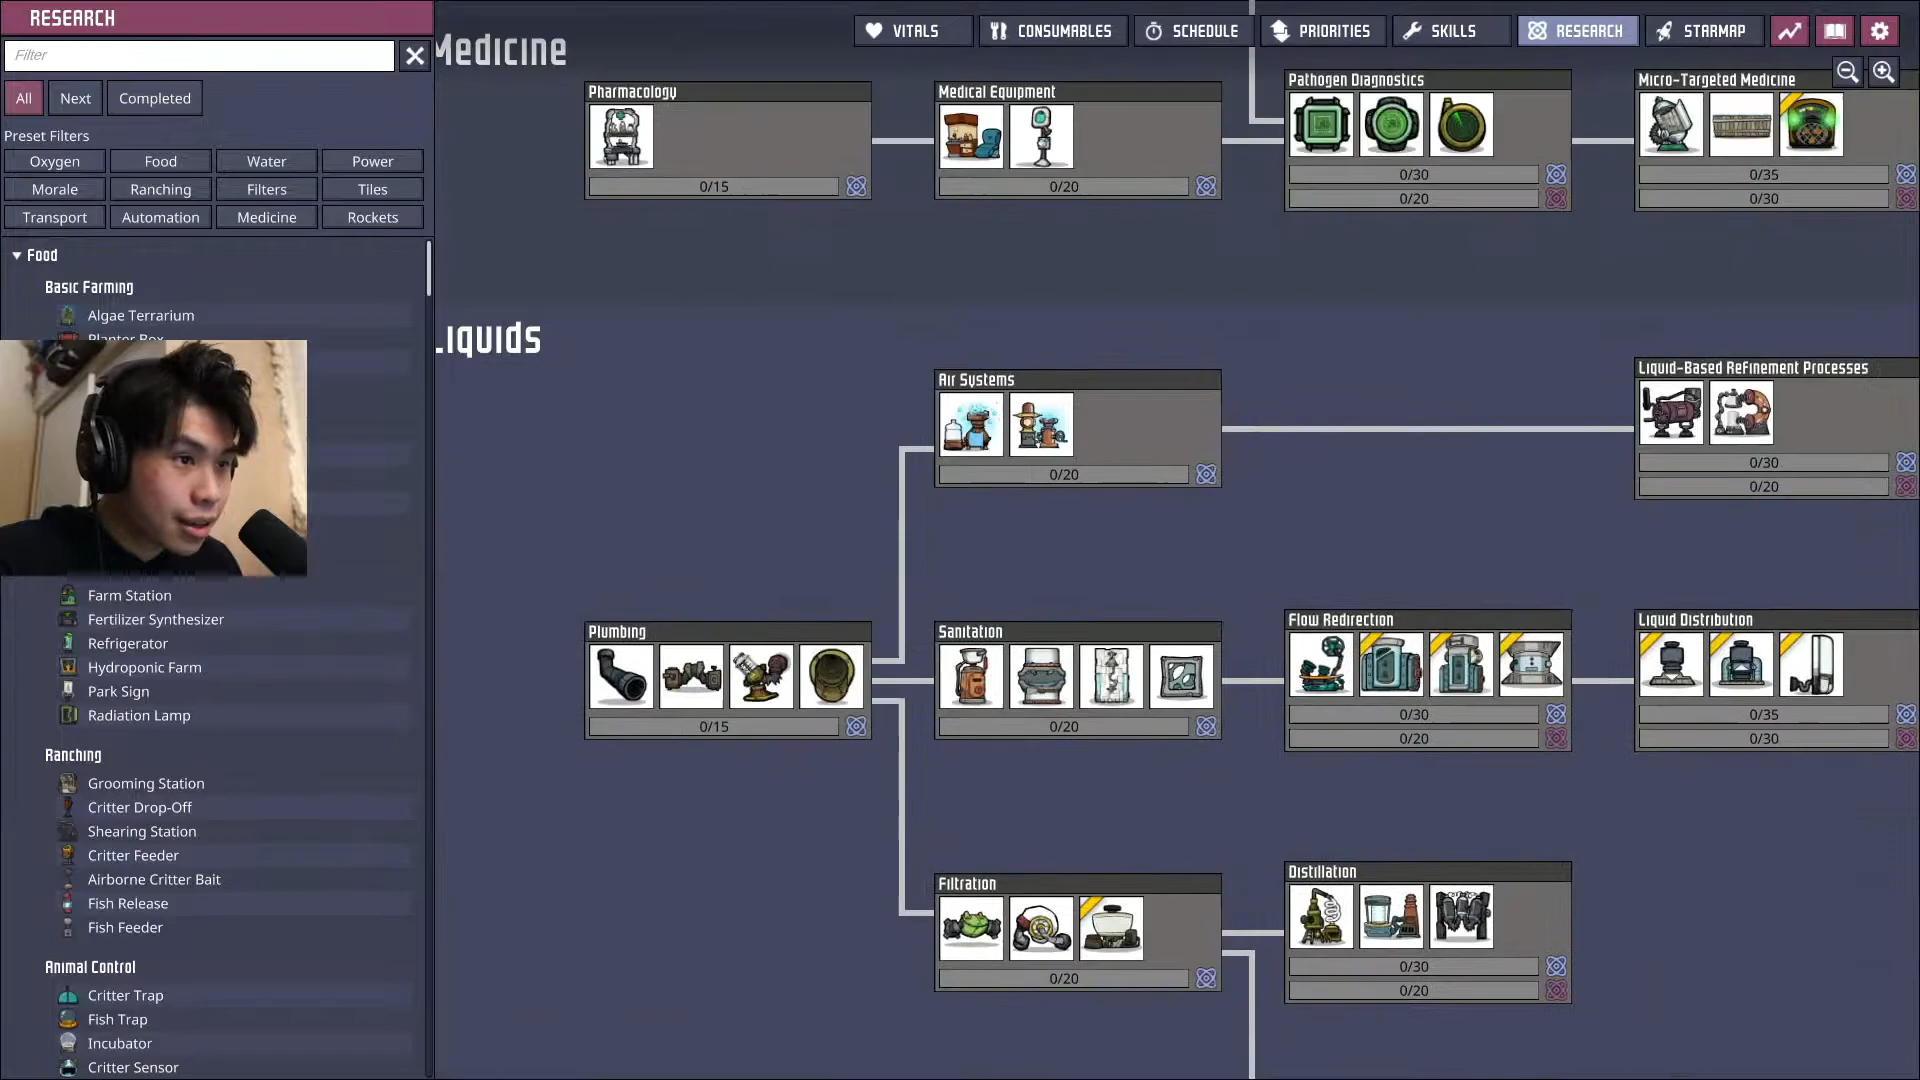 RESEARCH
VITALS
CONSUMABLES
SCHEDULE
PRIORITIES
SKILLS
RESEARCH
STARMAP
Filter
All
Next
Completed
Preset Filters
Oxygen
Food
Water
Power
Morale
Ranching
Filters
Tiles
Transport
Automation
Medicine
Rockets
Food
Basic Farming
Algae Terrarium
Planter Box
Farm Station
Fertilizer Synthesizer
Refrigerator
Hydroponic Farm
Park Sign
Radiation Lamp
Ranching
Grooming Station
Critter Drop-Off
Shearing Station
Critter Feeder
Airborne Critter Bait
Fish Release
Fish Feeder
Animal Control
Critter Trap
Fish Trap
Incubator
Critter Sensor
Medicine
Pharmacology
0/15
Medical Equipment
0/20
Pathogen Diagnostics
0/30
0/20
Micro-Targeted Medicine
0/35
0/30
Liquids
Air Systems
0/20
Liquid-Based Refinement Processes
0/30
0/20
Plumbing
0/15
Sanitation
0/20
Flow Redirection
0/30
0/20
Liquid Distribution
0/35
0/30
Filtration
0/20
Distillation
0/30
0/20